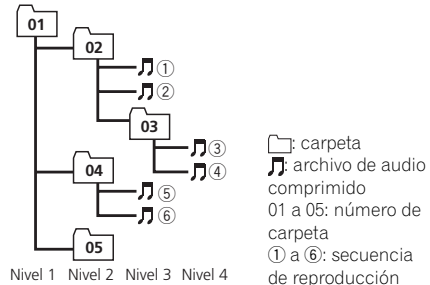 01
02
①
②
03
③
④
04
⑤
⑥
05
Nivel 1 Nivel 2 Nivel 3 Nivel 4
: carpeta
: archivo de audio
comprimido
01 a 05: número de
carpeta
① a ⑥: secuencia
de reproducción